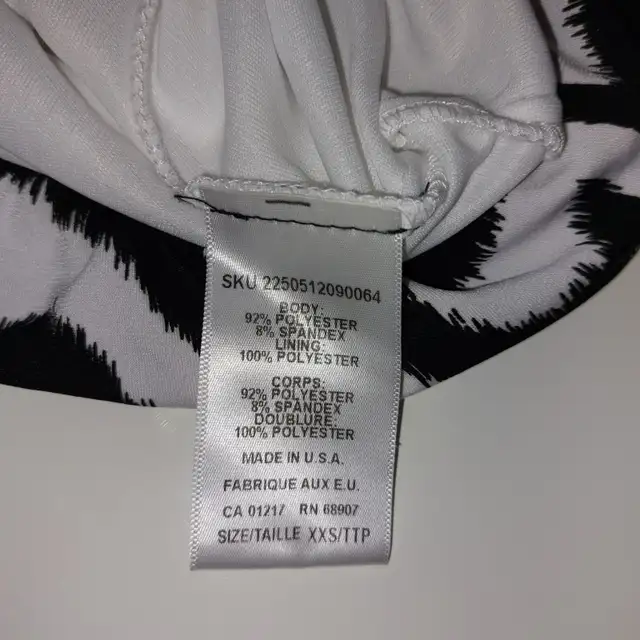 SKU 2250512090064
BODY:
92% POLYESTER
8% SPANDEX
LINING:
100% POLYESTER
CORPS:
92% POLYESTER
8% SPANDEX
DOUBLURE:
100% POLYESTER
MADE IN U.S.A.
FABRIQUE AUX E.U.
CA 01217 RN 68907
SIZE/TAILLE XXS/TTP